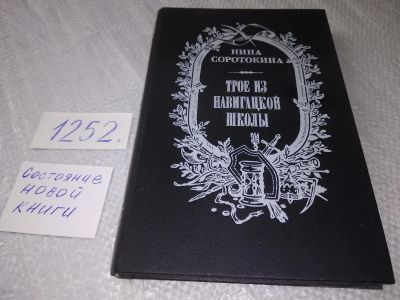 НИНА
СОРОТОКИНА
ТРОЕ ИЗ
НАВИГАЦКОЙ
ШКОЛЫ
1252.
Состояние
новой
книги